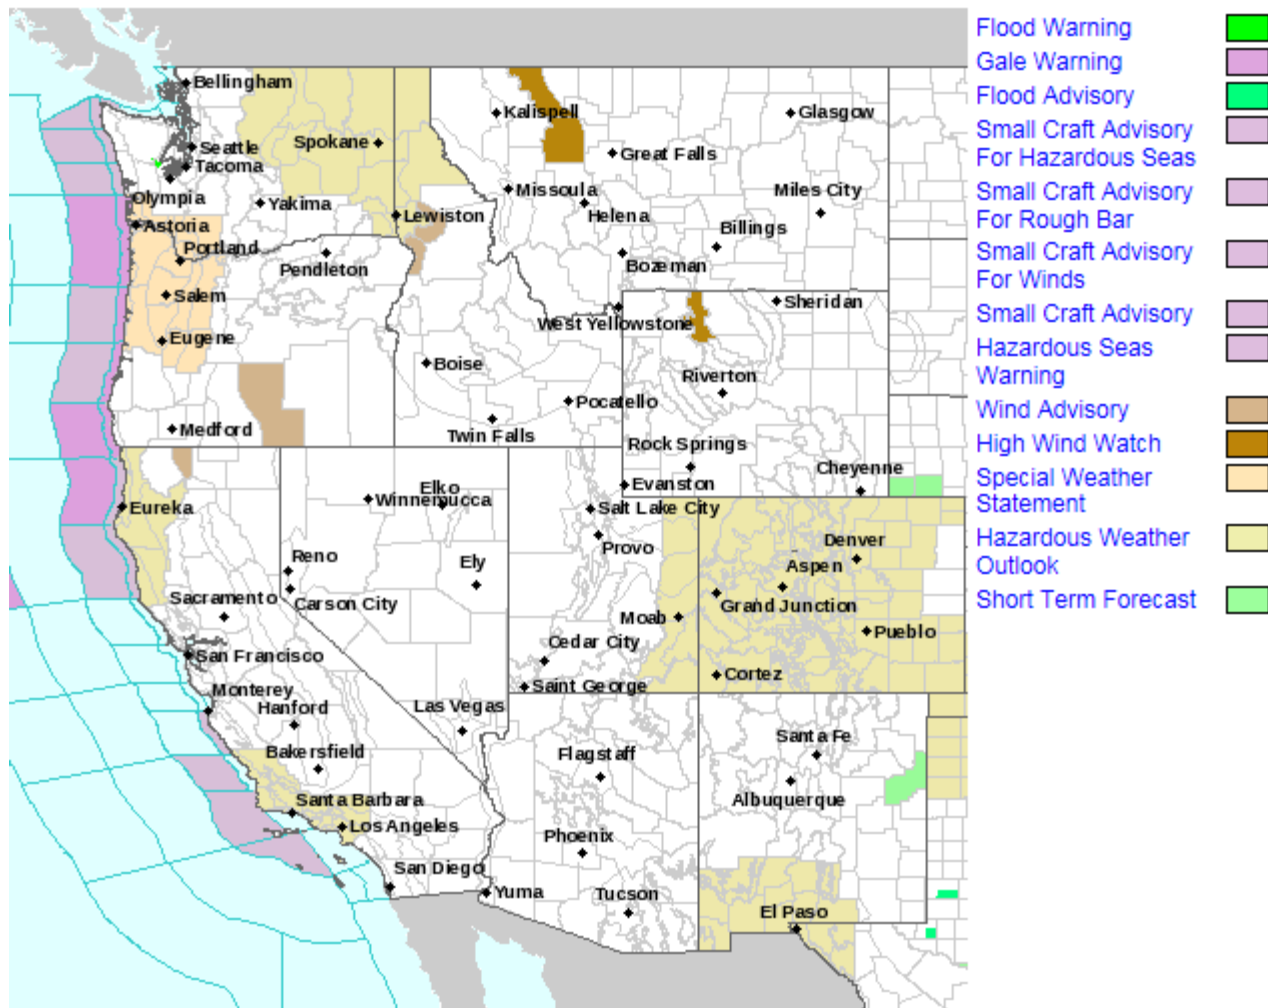 Flood Warning
Gale Warning
Flood Advisory
Small Craft Advisory
For Hazardous Seas
Small Craft Advisory
For Rough Bar
Small Craft Advisory
For Winds
Small Craft Advisory
Hazardous Seas
Warning
Wind Advisory
High Wind Watch
Special Weather
Statement
Hazardous Weather
Outlook
Short Term Forecast
Bellingham
Kalispell
Glasgow
Seattle
Spokane
Great Falls
Tacoma
Olympia
Yakima
Lewiston
Missoula
Miles City
Helena
Astoria
Portland
Pendleton
Billings
Bozeman
Salem
Sheridan
West Yellowstone
Eugene
Boise
Riverton
Pocatello
Medford
Twin Falls
Rock Springs
Cheyenne
Evanston
Elko
Winnemucca
Eureka
Salt Lake City
Provo
Denver
Reno
Ely
Aspen
Carson City
Grand Junction
Sacramento
Moab
Pueblo
Cedar City
San Francisco
Cortez
Saint George
Monterey
Hanford
Las Vegas
Bakersfield
Flagstaff
Santa Fe
Albuquerque
Santa Barbara
Los Angeles
Phoenix
San Diego
Yuma
Tucson
El Paso